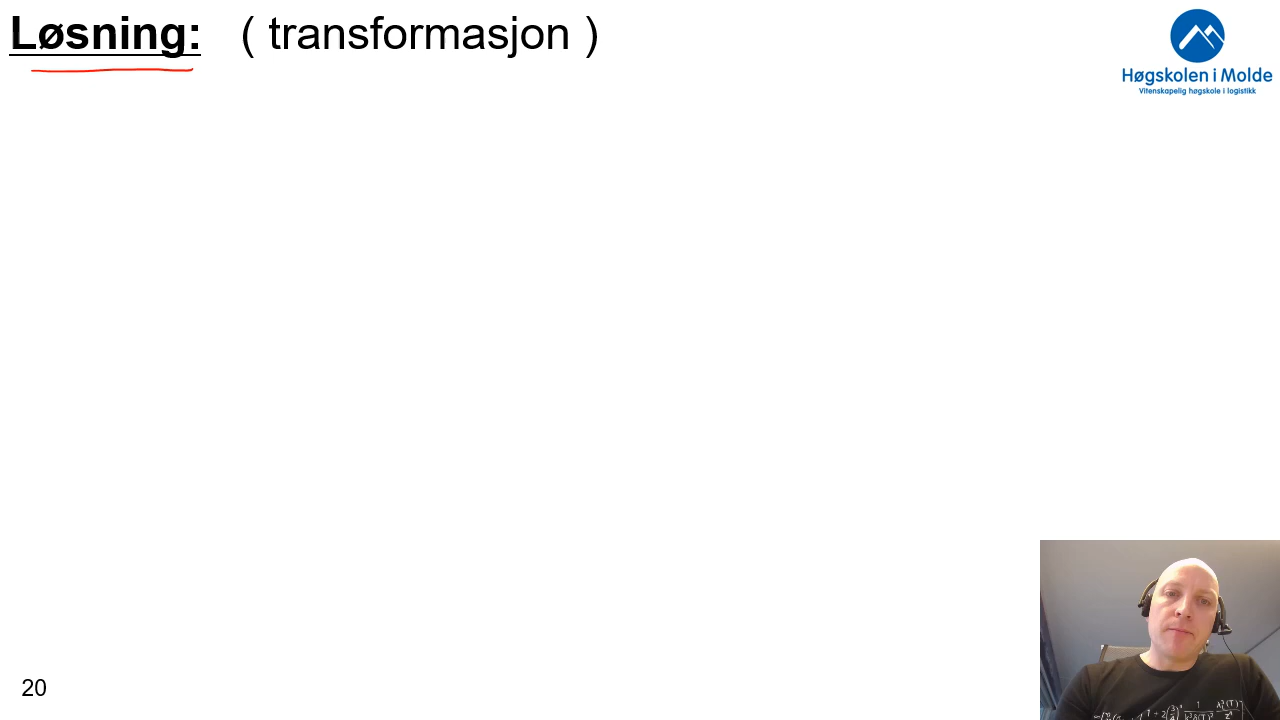 Løsning: ( transformasjon )
Høgskolen i Molde
Vitenskapelig høgskole i logistikk
20